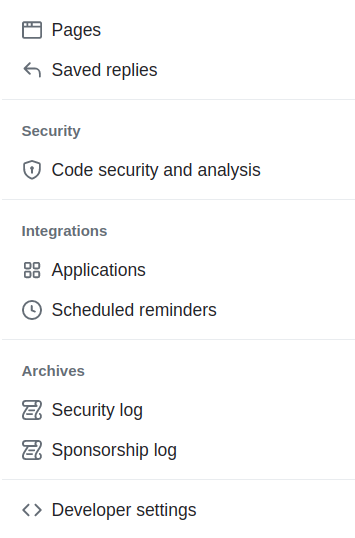 Pages
Saved replies
Security
Code security and analysis
Integrations
Applications
Scheduled reminders
Archives
Security log
Sponsorship log
Developer settings